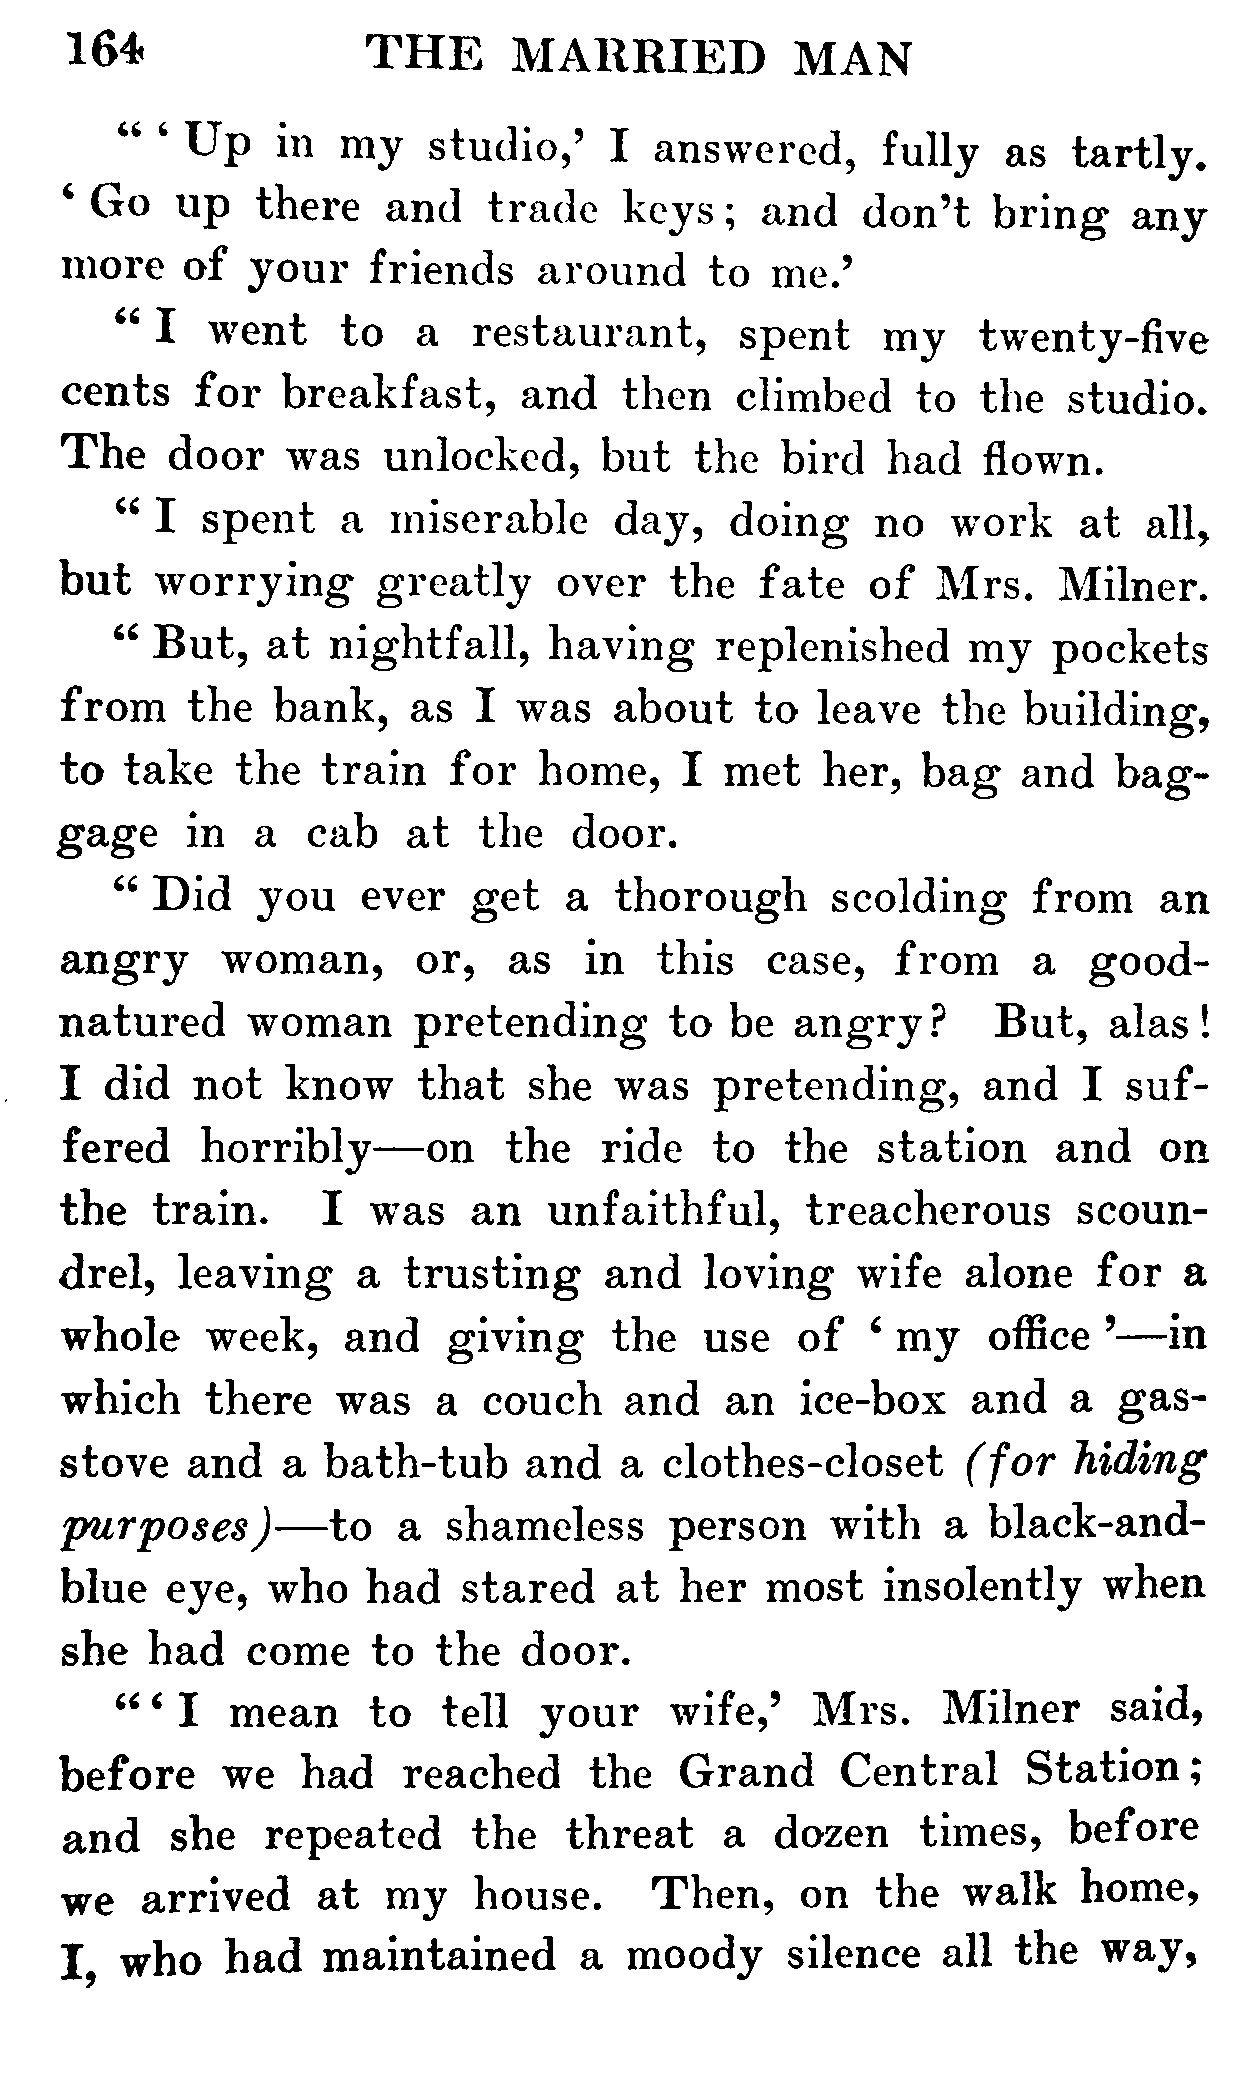 164 THE MARRIED MAN
“ ‘ Up in my studio,’ I answered, fully as tartly.
‘ Go up there and trade keys; and don’t bring any
more of your friends around to me.’
“ I went to a restaurant, spent my twenty-five
cents for breakfast, and then climbed to the studio.
The door was unlocked, but the bird had flown.
“ I spent a miserable day, doing no work at all,
but worrying greatly over the fate of Mrs. Milner.
“ But, at nightfall, having replenished my pockets
from the bank, as I was about to leave the building,
to take the train for home, I met her, bag and bag-
gage in a cab at the door.
“ Did you ever get a thorough scolding from an
angry woman, or, as in this case, from a good-
natured woman pretending to be angry? But, alas!
I did not know that she was pretending, and I suf-
fered horribly—on the ride to the station and on
the train. I was an unfaithful, treacherous scoun-
drel, leaving a trusting and loving wife alone for a
whole week, and giving the use of ‘ my office ’—in
which there was a couch and an ice-box and a gas-
stove and a bath-tub and a clothes-closet (for hiding
purposes)—to a shameless person with a black-and-
blue eye, who had stared at her most insolently when
she had come to the door.
“ ‘ I mean to tell your wife,’ Mrs. Milner said,
before we had reached the Grand Central Station;
and she repeated the threat a dozen times, before
we arrived at my house. Then, on the walk home,
I, who had maintained a moody silence all the way,